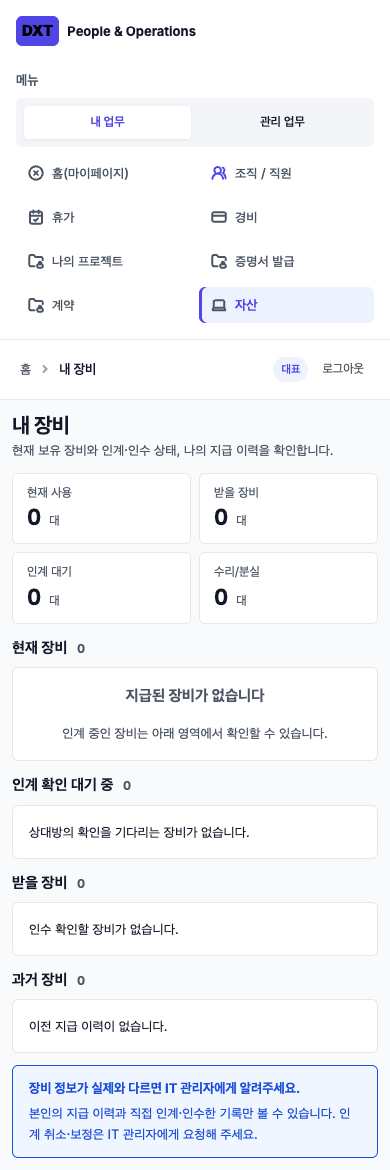 DXT People & Operations
메뉴
내 업무 관리 업무
홈(마이페이지) 조직 / 직원
휴가 경비
나의 프로젝트 증명서 발급
계약 자산
홈 내 장비 대표 로그아웃
내 장비
현재 보유 장비와 인계·인수 상태, 나의 지급 이력을 확인합니다.
현재 사용 받을 장비
0 대 0 대
인계 대기 수리/분실
0 대 0 대
현재 장비 0
지급된 장비가 없습니다
인계 중인 장비는 아래 영역에서 확인할 수 있습니다.
인계 확인 대기 중 0
상대방의 확인을 기다리는 장비가 없습니다.
받을 장비 0
인수 확인할 장비가 없습니다.
과거 장비 0
이전 지급 이력이 없습니다.
장비 정보가 실제와 다르면 IT 관리자에게 알려주세요.
본인의 지급 이력과 직접 인계·인수한 기록만 볼 수 있습니다. 인
계 취소·보정은 IT 관리자에게 요청해 주세요.